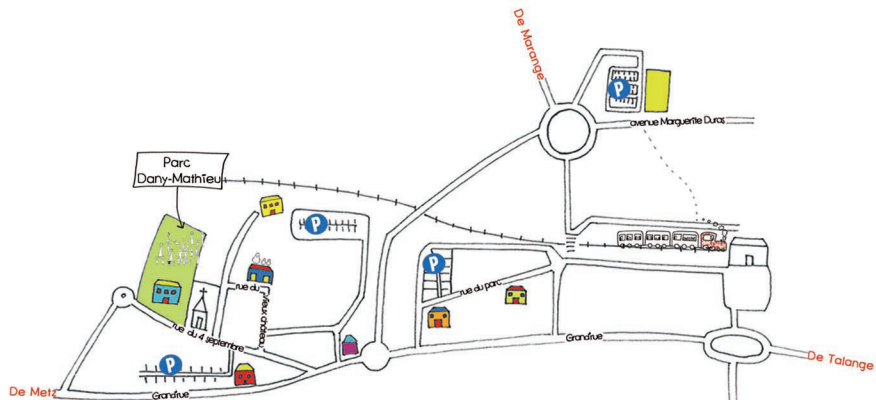 De Marange
P
avenue Marguerite Duras
Parc
Dany-Mathieu
P
P
rue du
vieux château
rue du parc
rue du 4 septembre
Grand'rue
P
De Talange
De Metz
Grand'rue